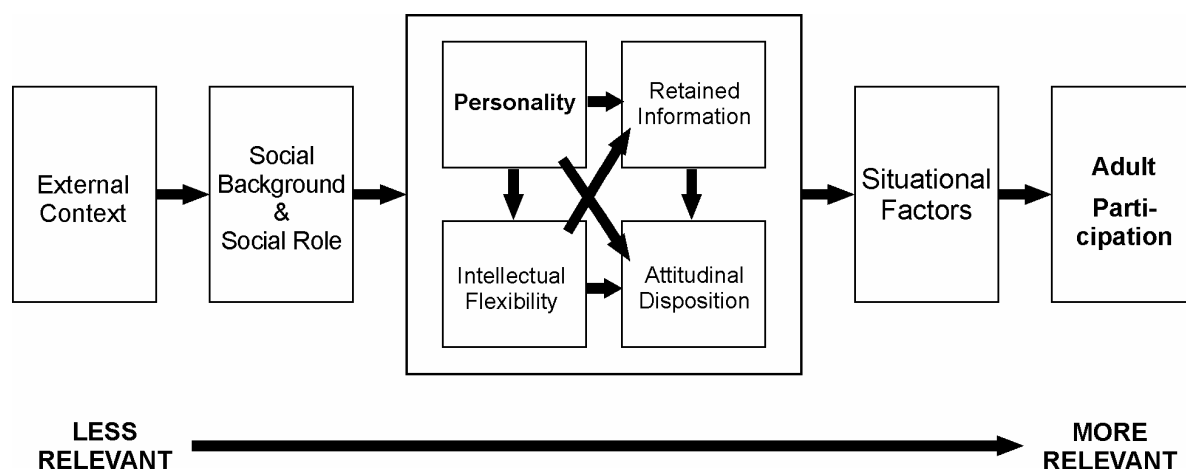 External
Context
Social
Background
&
Social Role
Personality
Retained
Information
Intellectual
Flexibility
Attitudinal
Disposition
Situational
Factors
Adult
Parti-
cipation
LESS
RELEVANT
MORE
RELEVANT